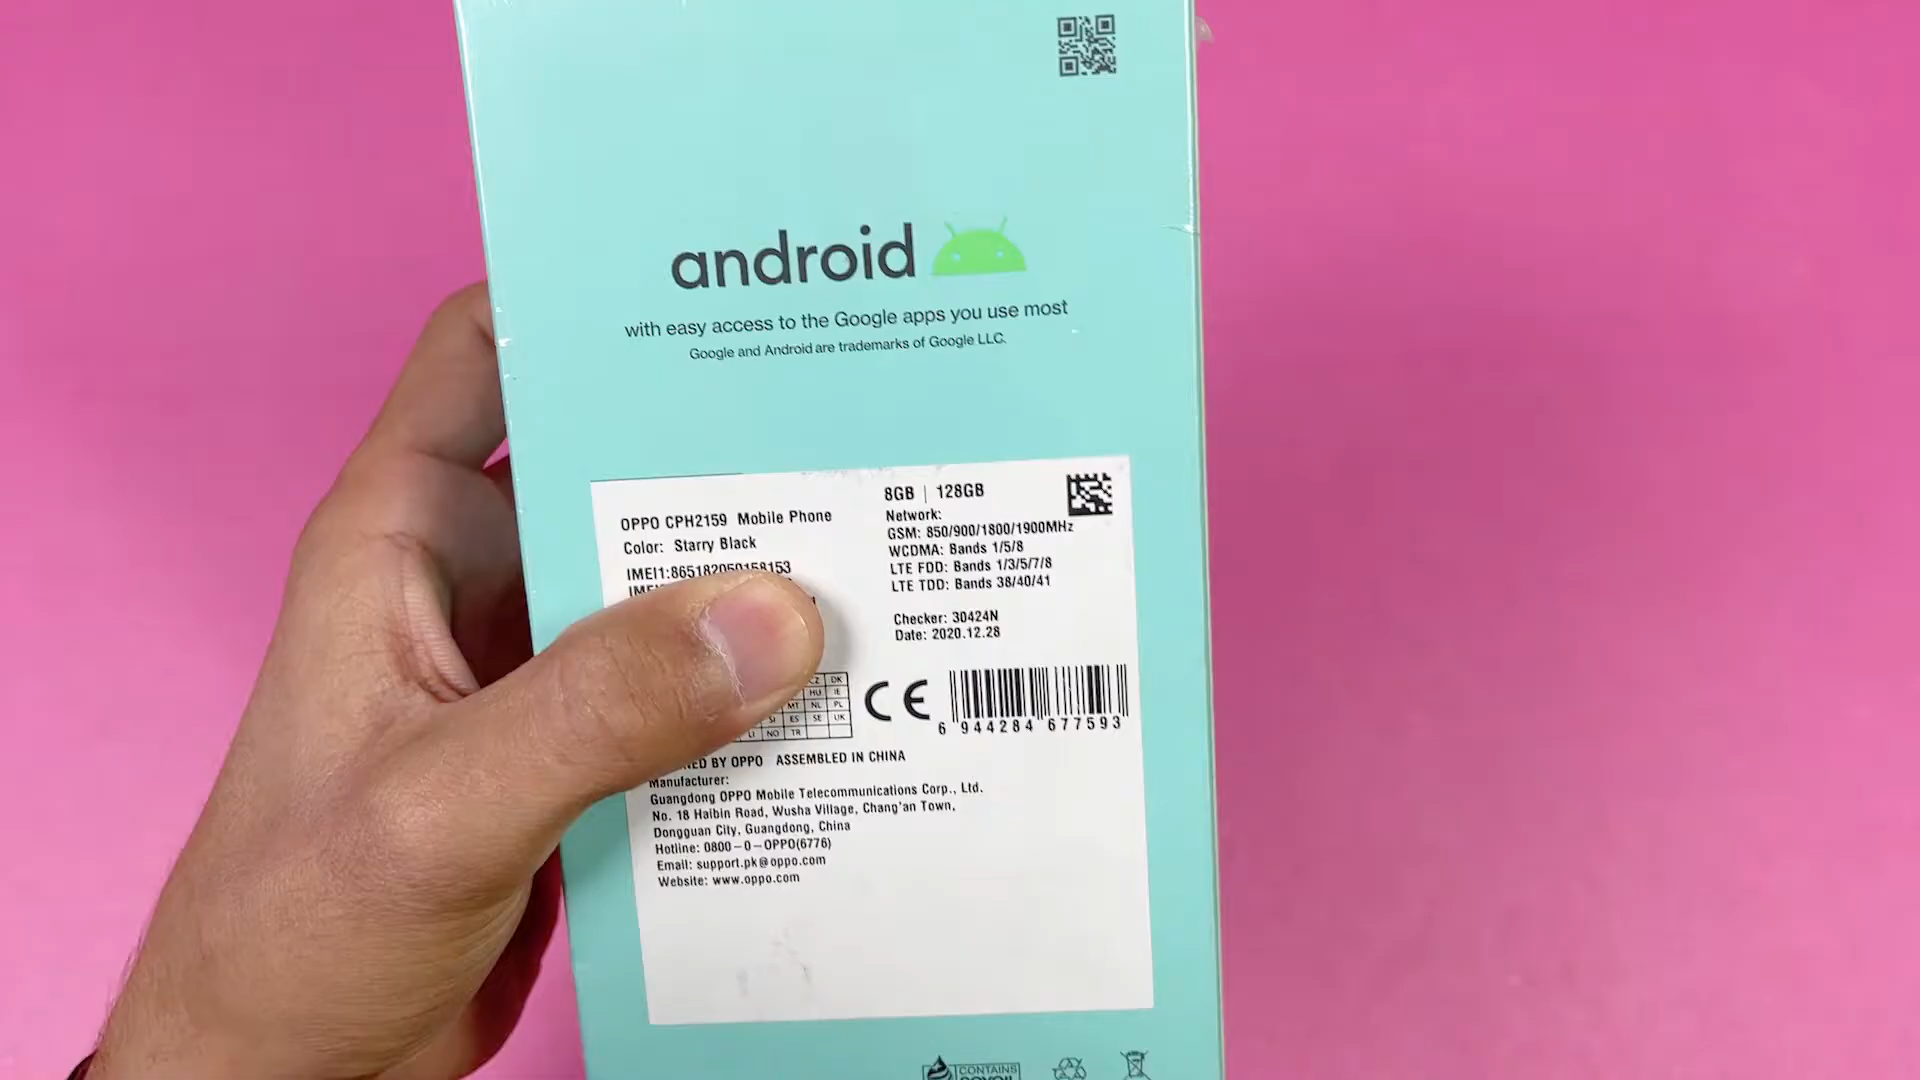 android
with easy access to the Google apps you use most
Google and Android are trademarks of Google LLC.
OPPO CPH2159 Mobile Phone
Color: Starry Black
IMEI1:865182050158153
8GB | 128GB
Network:
GSM: 850/900/1800/1900MHz
WCDMA: Bands 1/5/8
LTE FDD: Bands 1/3/5/7/8
LTE TDD: Bands 38/40/41
Checker: 30424N
Date: 2020.12.28
CZ DK
HU IE
MT NL PL
SI ES SE UK
LI NO TR
CE
6 944284 677593
BY OPPO ASSEMBLED IN CHINA
Manufacturer:
Guangdong OPPO Mobile Telecommunications Corp., Ltd.
No. 18 Haibin Road, Wusha Village, Chang'an Town,
Dongguan City, Guangdong, China
Hotline: 0800-0-OPPO(6776)
Email: support.pk@oppo.com
Website: www.oppo.com
CONTAINS